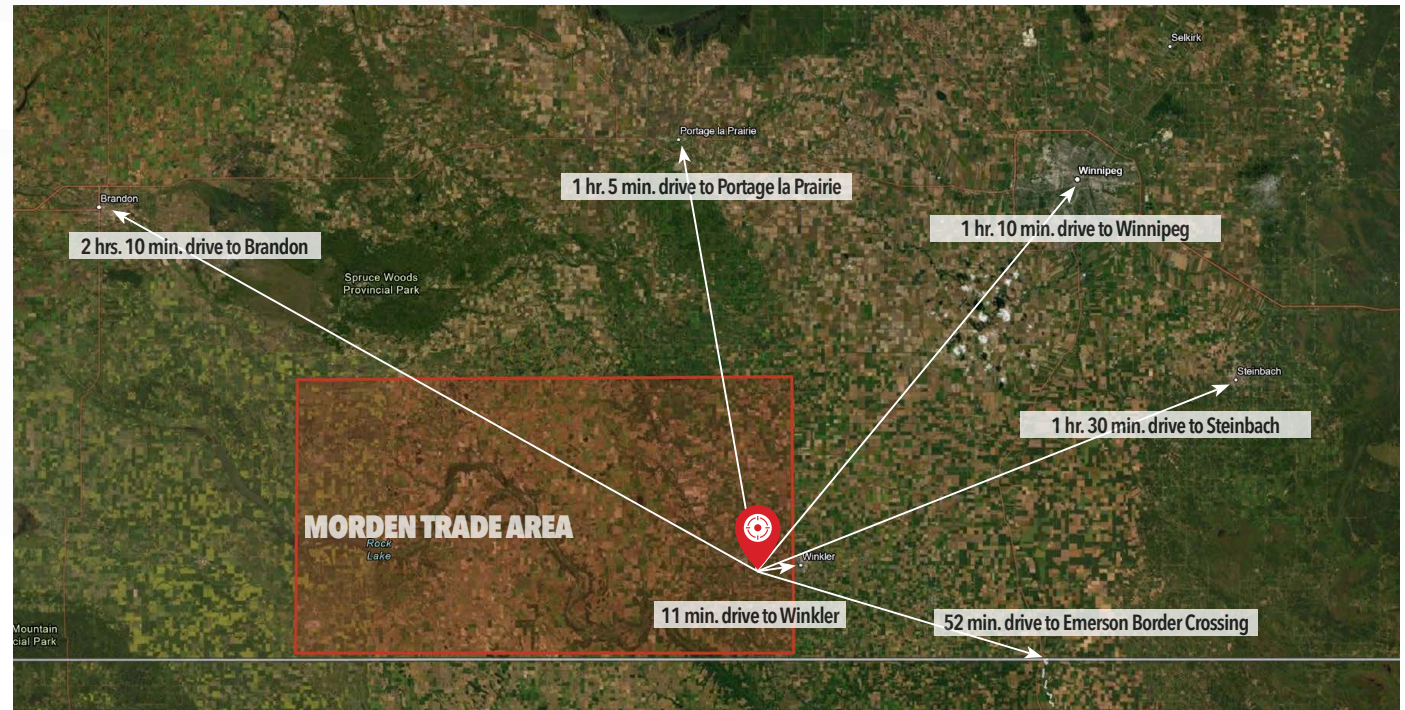 Selkirk
Portage la Prairie
1 hr. 5 min. drive to Portage la Prairie
Winnipeg
Brandon
1 hr. 10 min. drive to Winnipeg
2 hrs. 10 min. drive to Brandon
Spruce Woods
Provincial Park
Steinbach
1 hr. 30 min. drive to Steinbach
MORDEN TRADE AREA
Rock
Lake
Winkler
11 min. drive to Winkler
52 min. drive to Emerson Border Crossing
Mountain
cial Park